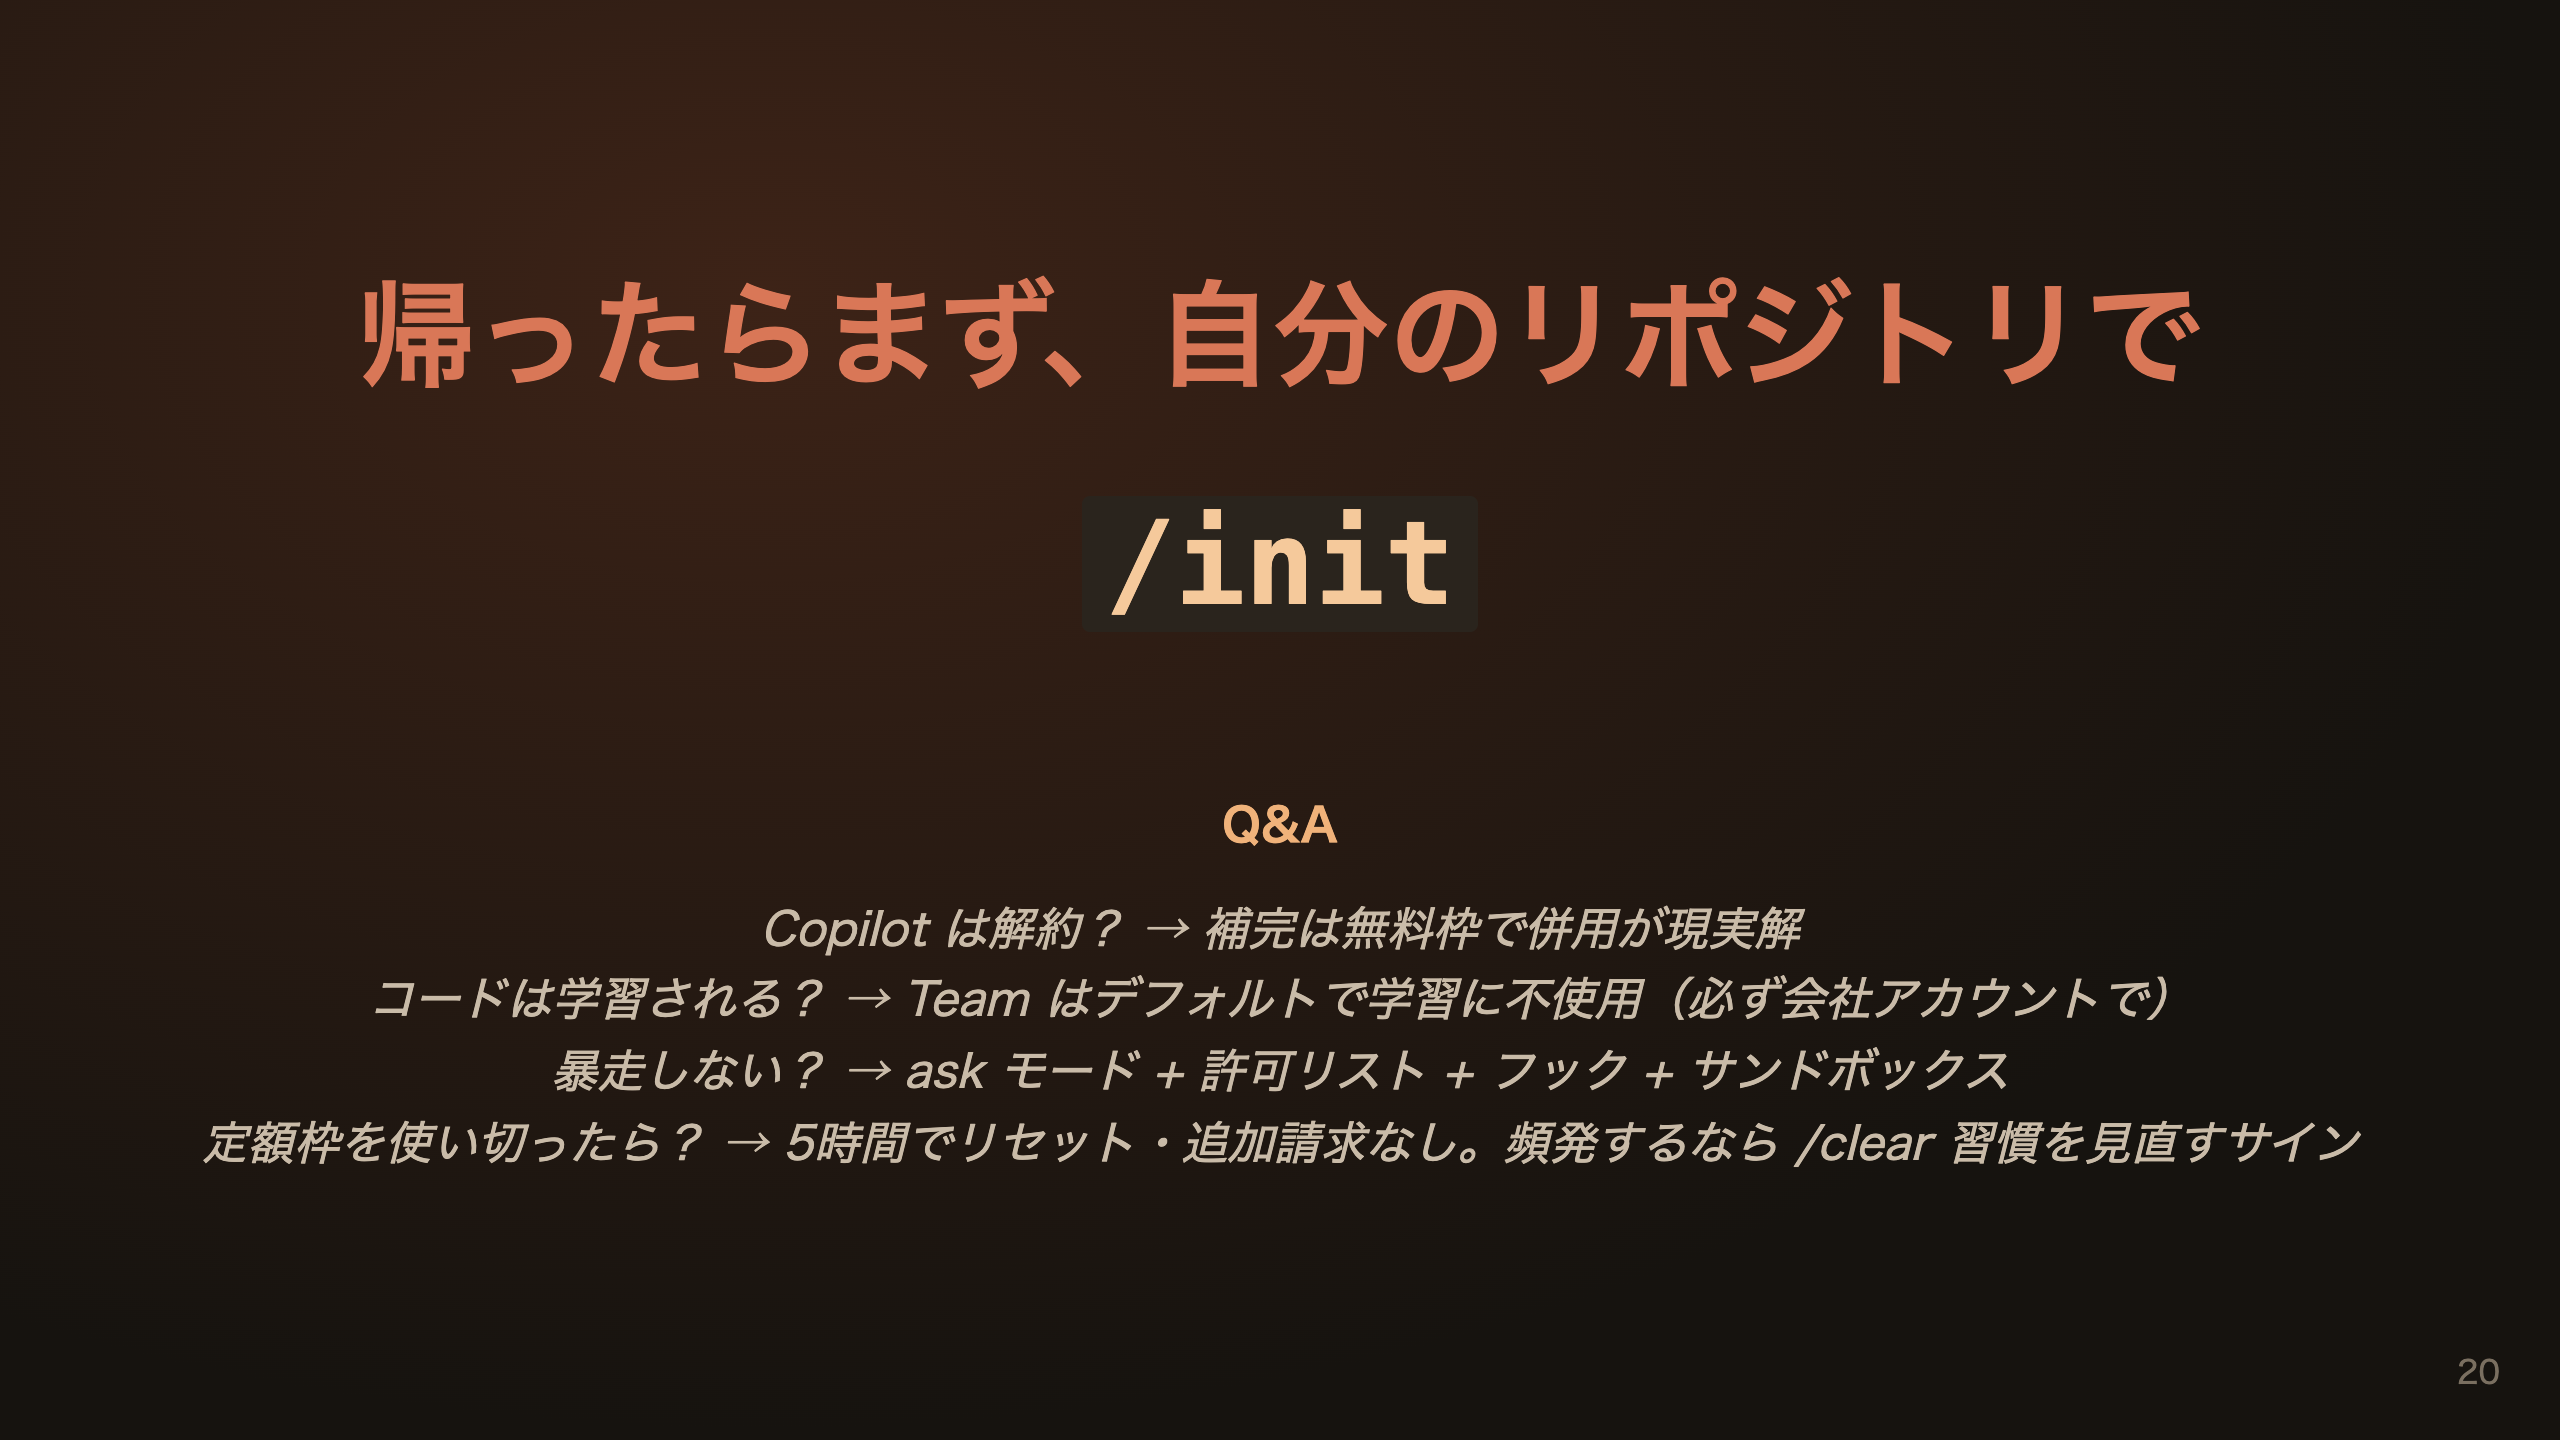 帰ったらまず、自分のリポジトリで
/init
Q&A
Copilot は解約？ → 補完は無料枠で併用が現実解
コードは学習される？ → Team はデフォルトで学習に不使用（必ず会社アカウントで）
暴走しない？ → ask モード + 許可リスト + フック + サンドボックス
定額枠を使い切ったら？ → 5時間でリセット・追加請求なし。頻発するなら /clear 習慣を見直すサイン
20